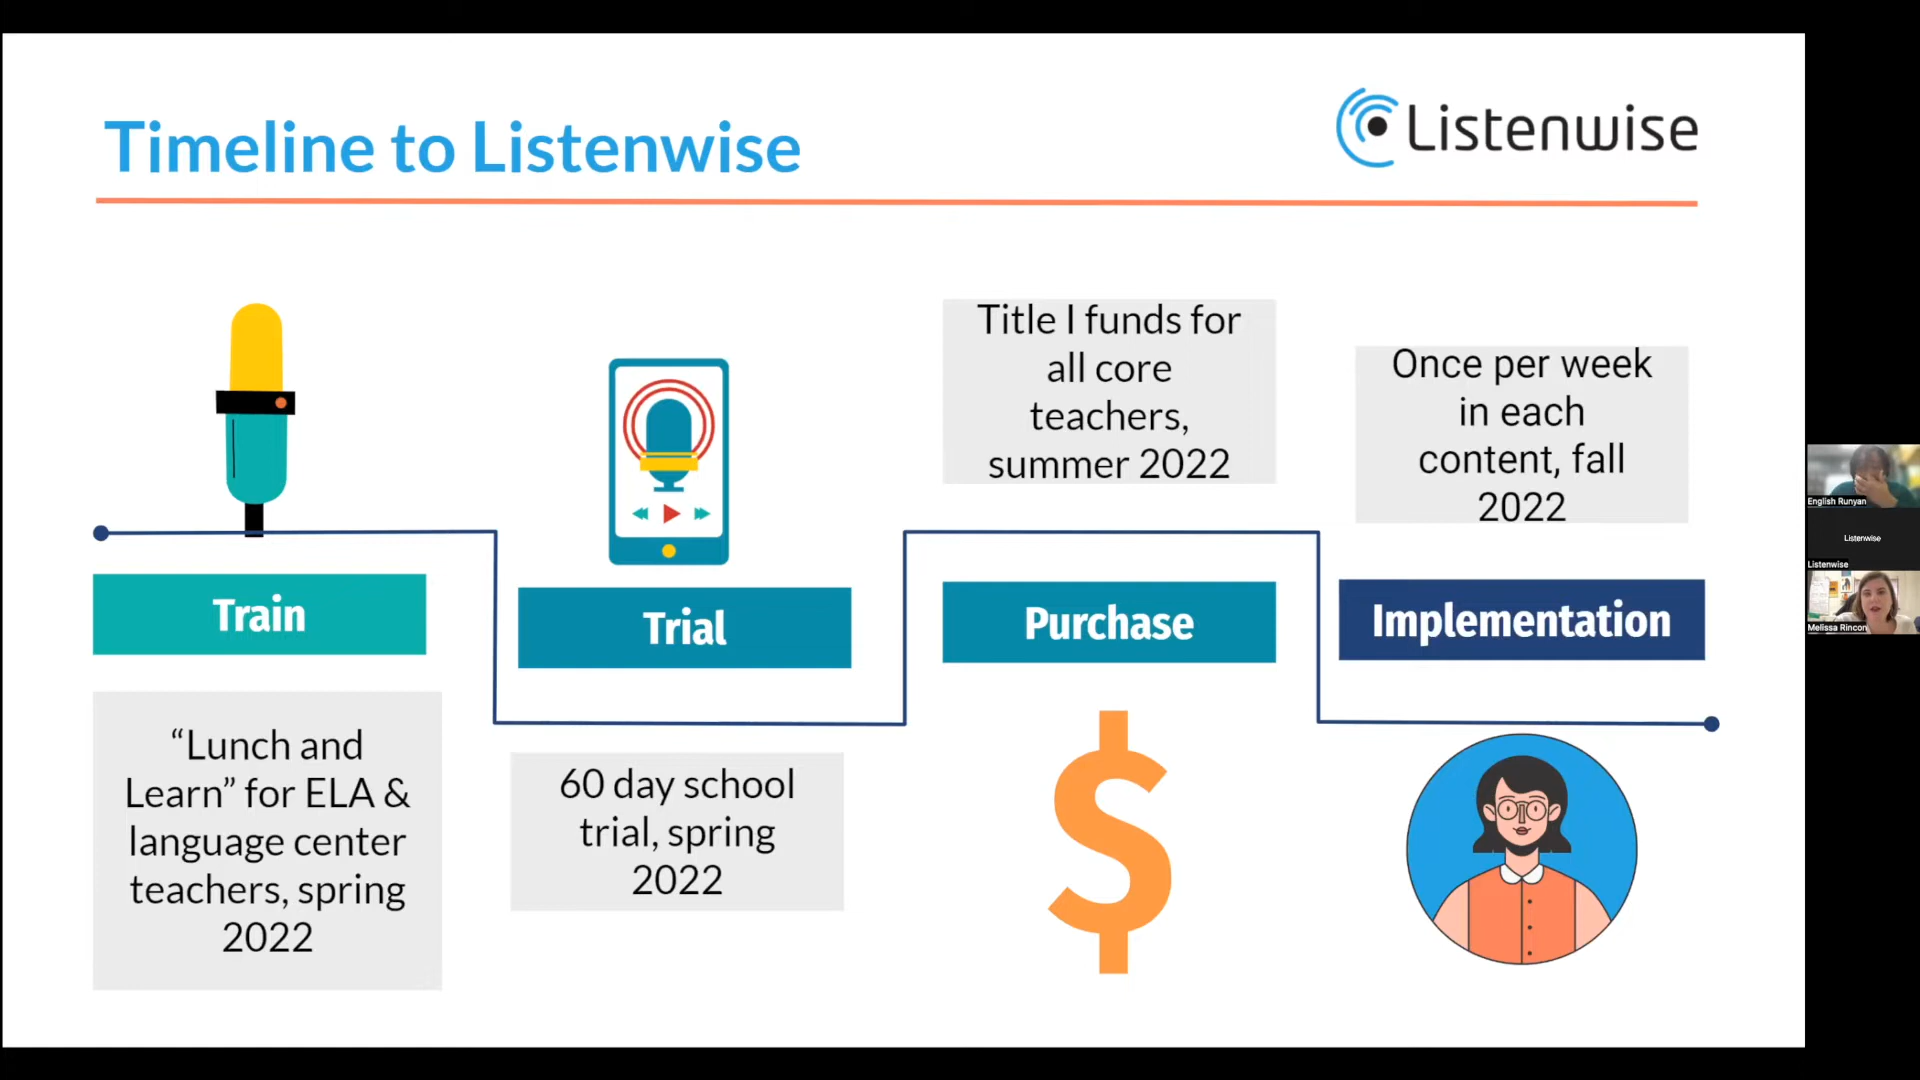 Timeline to Listenwise
Listenwise
Train
“Lunch and
Learn” for ELA &
language center
teachers, spring
2022
Trial
60 day school
trial, spring
2022
Title I funds for
all core
teachers,
summer 2022
Purchase
Once per week
in each
content, fall
2022
Implementation
English Runyan
Listenwise
Listenwise
Melissa Rincon